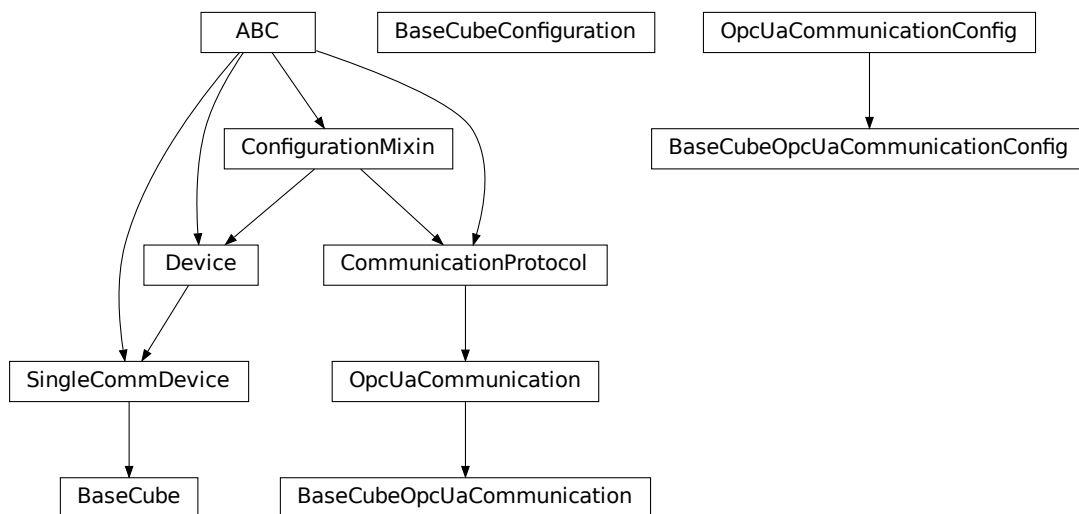 ABC
BaseCubeConfiguration
OpcUaCommunicationConfig
ConfigurationMixin
BaseCubeOpcUaCommunicationConfig
Device
CommunicationProtocol
SingleCommDevice
OpcUaCommunication
BaseCube
BaseCubeOpcUaCommunication